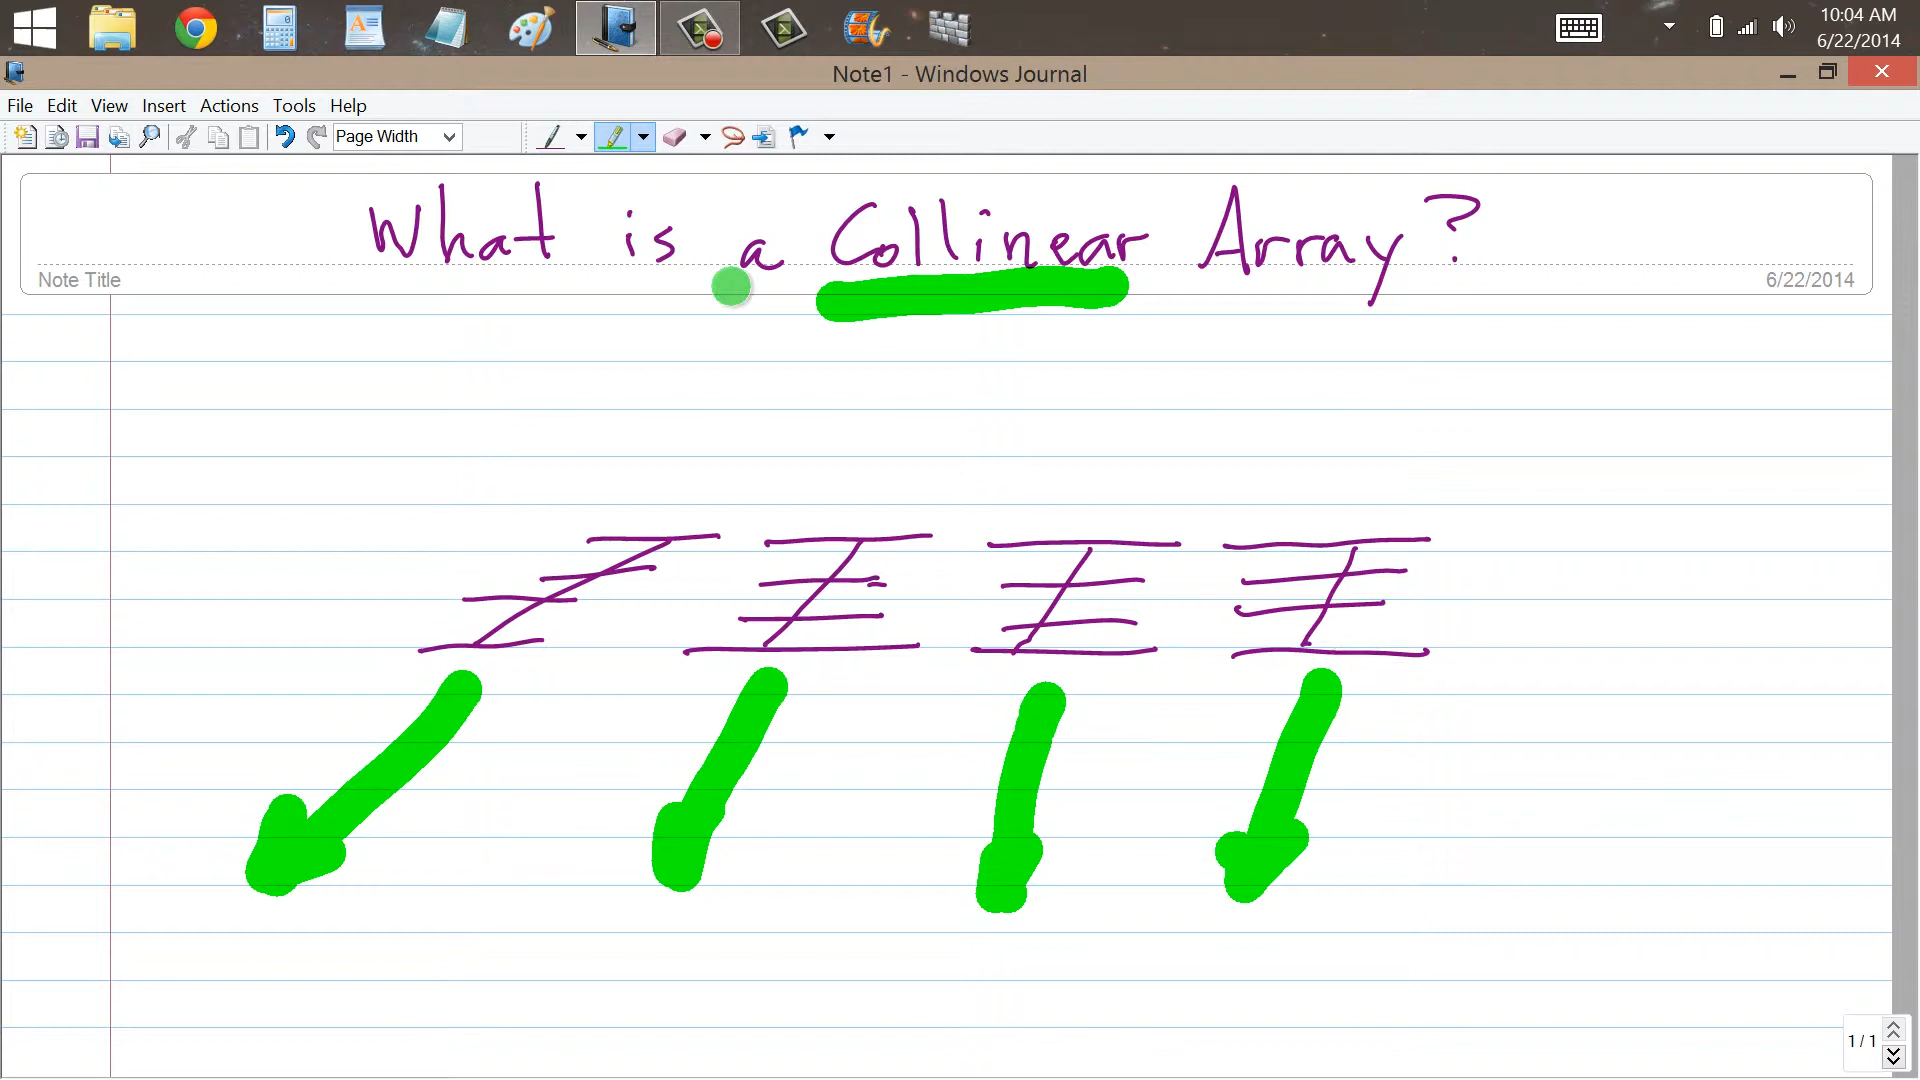 10:04 AM
6/22/2014
Note1 - Windows Journal
File Edit View Insert Actions Tools Help
Page Width
What is a Collinear Array?
Note Title
6/22/2014
1 / 1